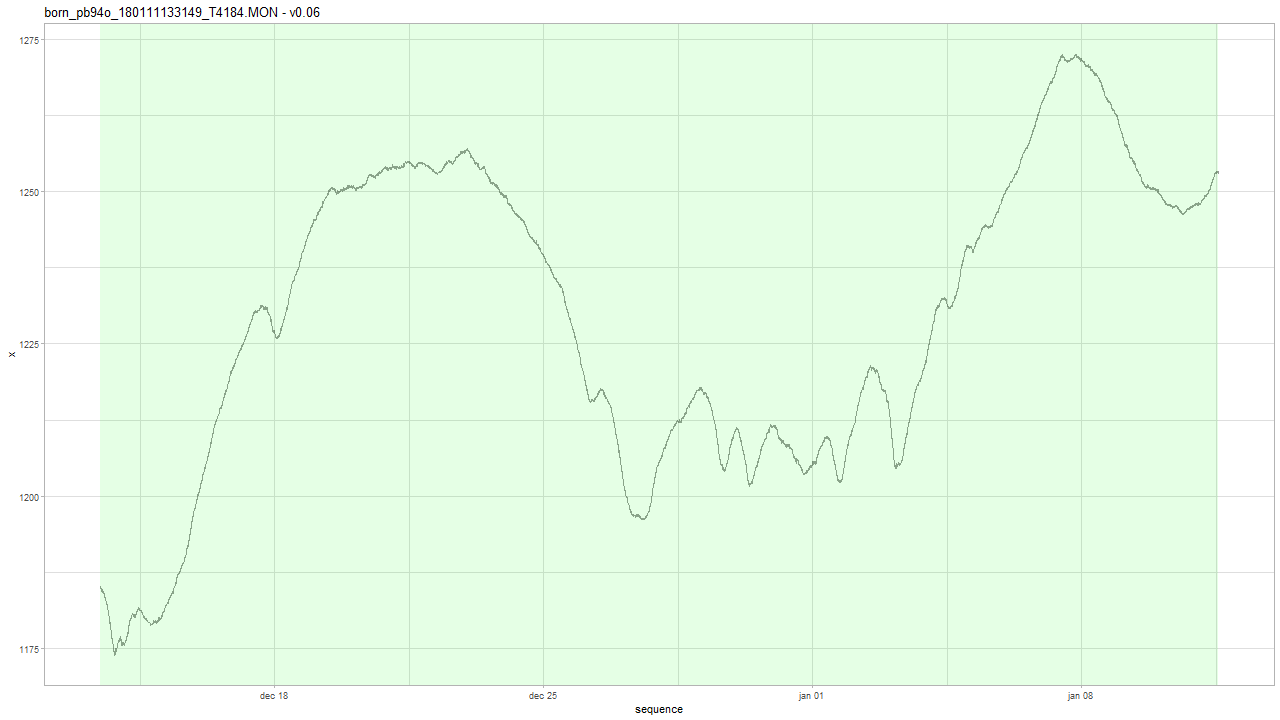 born_pb94o_180111133149_T4184.MON - v0.06
1275
1250
1225
1200
1175
x
dec 18
dec 25
jan 01
jan 08
sequence